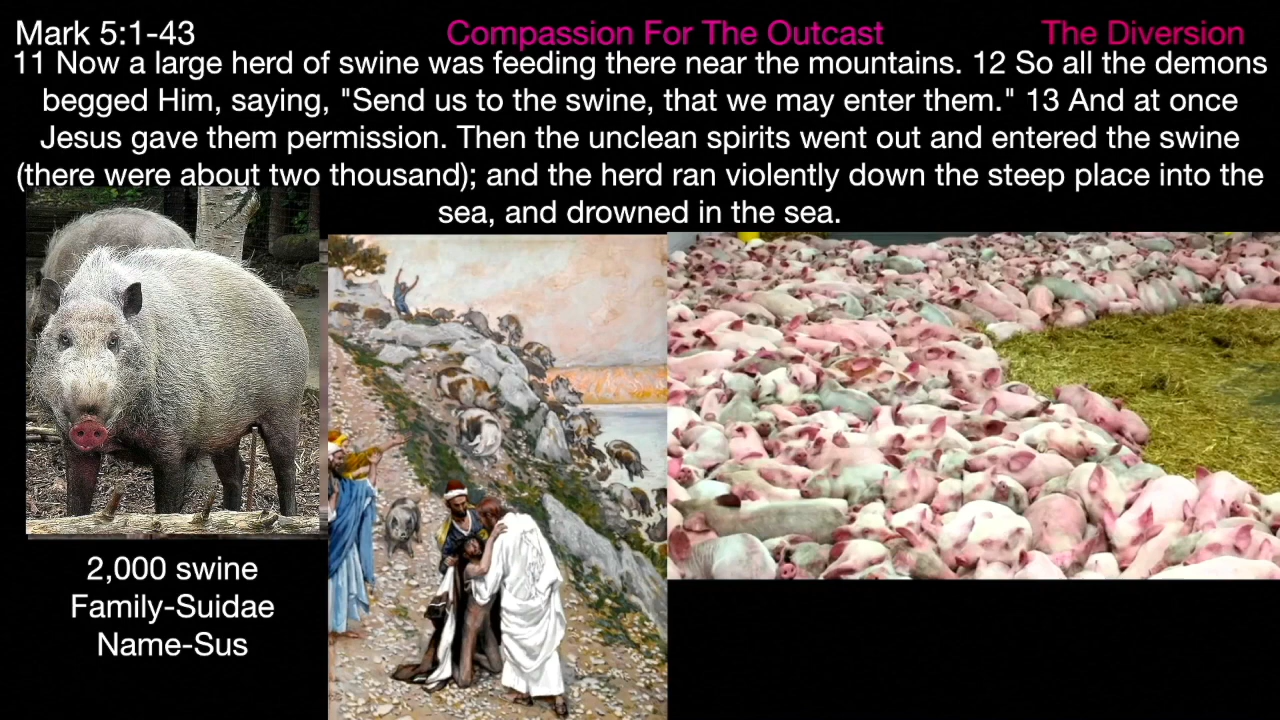 Mark 5:1-43 Compassion For The Outcast The Diversion
11 Now a large herd of swine was feeding there near the mountains. 12 So all the demons
begged Him, saying, "Send us to the swine, that we may enter them." 13 And at once
Jesus gave them permission. Then the unclean spirits went out and entered the swine
(there were about two thousand); and the herd ran violently down the steep place into the
sea, and drowned in the sea.
2,000 swine
Family-Suidae
Name-Sus